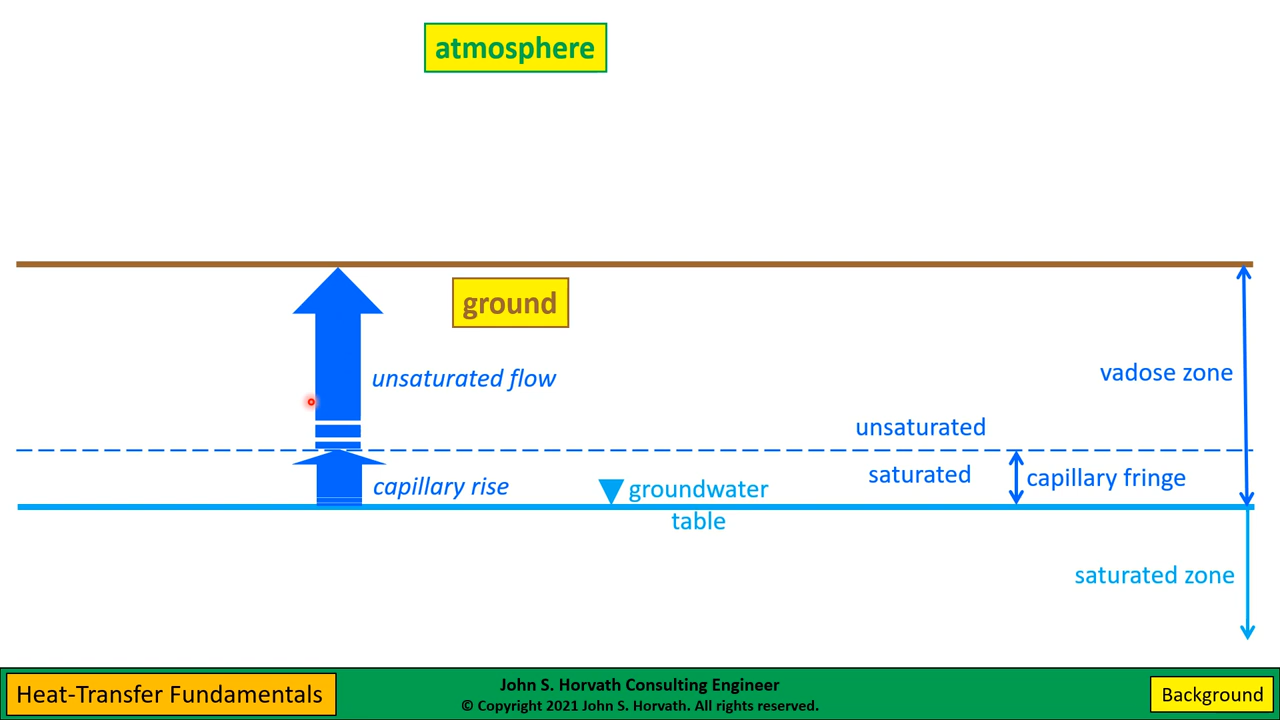 atmosphere
ground
unsaturated flow
vadose zone
unsaturated
saturated
capillary fringe
capillary rise
groundwater
table
saturated zone
Heat-Transfer Fundamentals
John S. Horvath Consulting Engineer
© Copyright 2021 John S. Horvath. All rights reserved.
Background